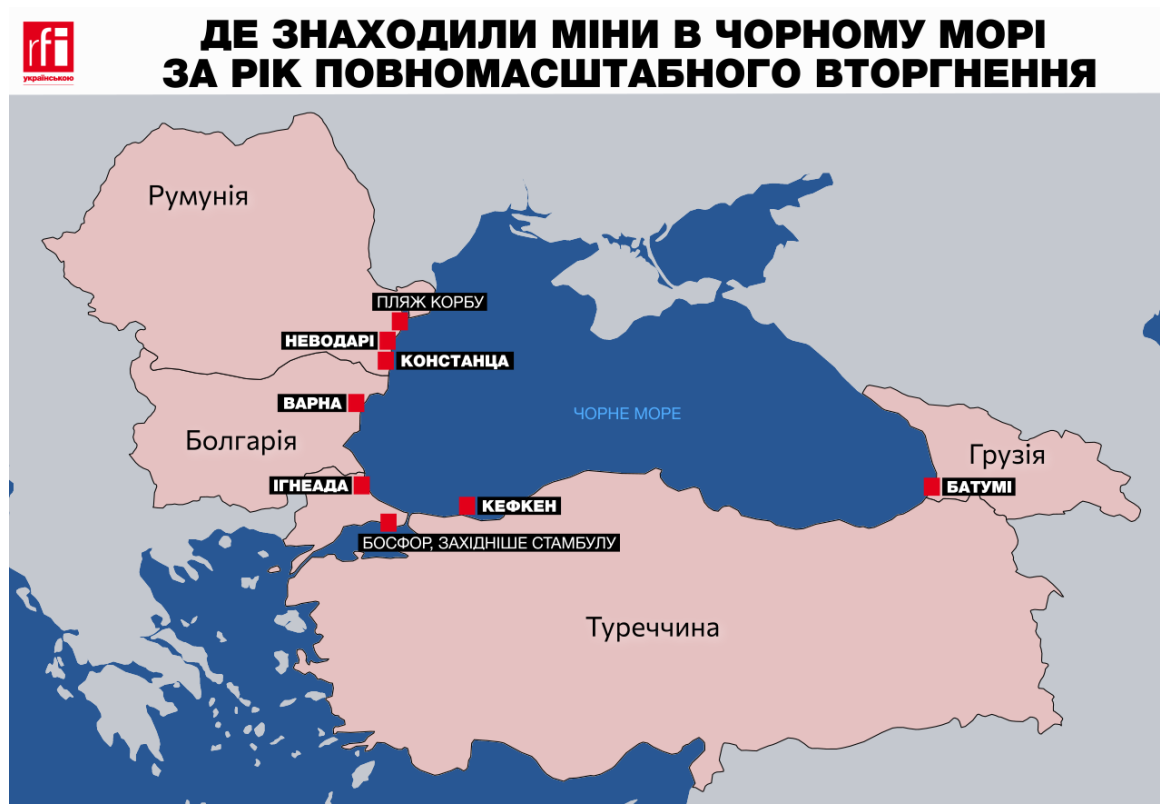 rfi
українською
ДЕ ЗНАХОДИЛИ МІНИ В ЧОРНОМУ МОРІ
ЗА РІК ПОВНОМАСШТАБНОГО ВТОРГНЕННЯ
Румунія
ПЛЯЖ КОРБУ
НЕВОДАРІ
КОНСТАНЦА
ВАРНА
ЧОРНЕ МОРЕ
Болгарія
Грузія
ІГНЕАДА
БАТУМІ
КЕФКЕН
БОСФОР, ЗАХІДНІШЕ СТАМБУЛУ
Туреччина